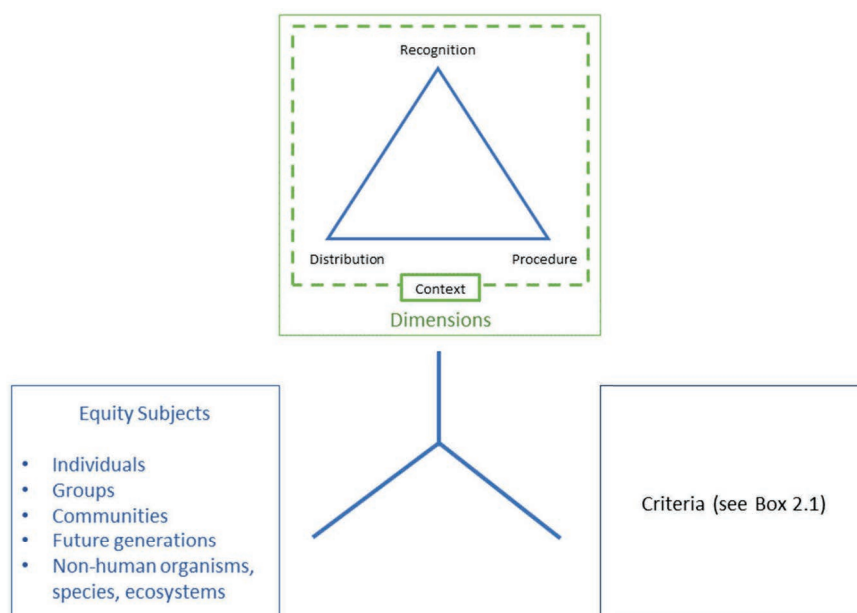 Recognition
Distribution
Procedure
Context
Dimensions
Equity Subjects
• Individuals
• Groups
• Communities
• Future generations
• Non-human organisms,
species, ecosystems
Criteria (see Box 2.1)